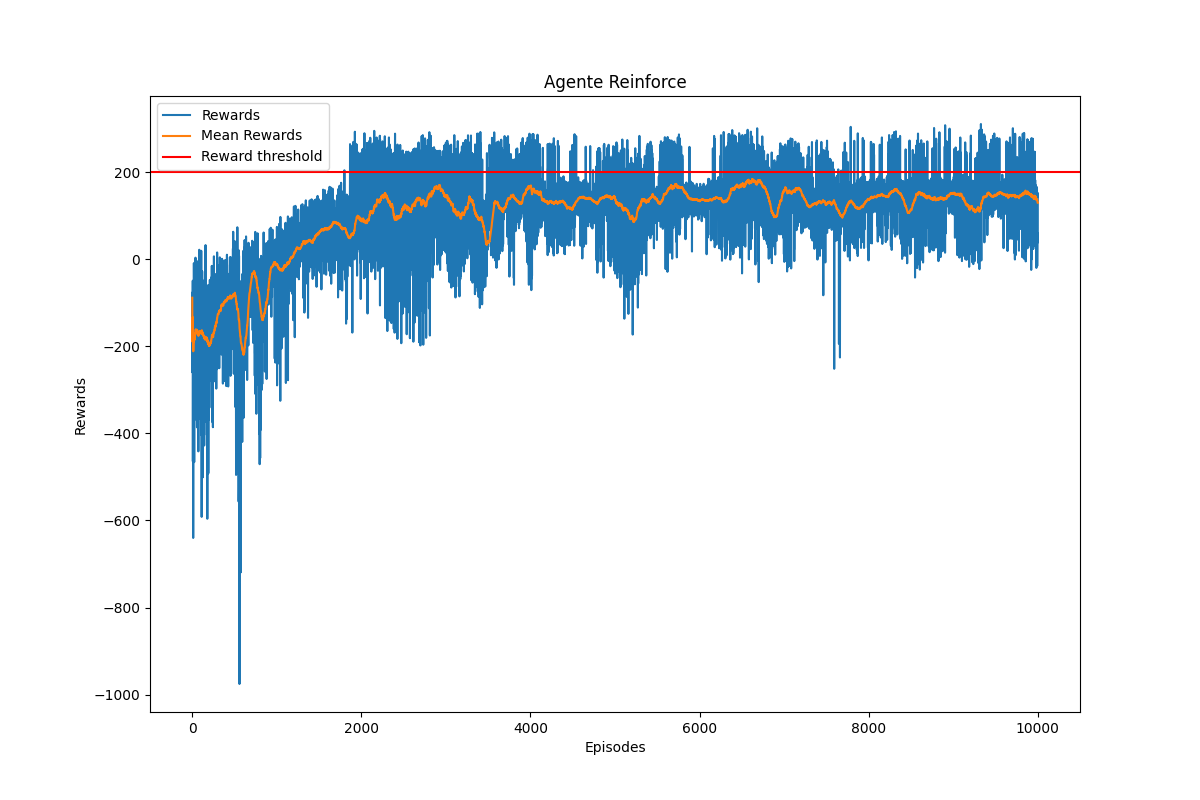 Agente Reinforce
Rewards
Mean Rewards
Reward threshold
200
0
−200
−400
−600
−800
−1000
Rewards
0
2000
4000
6000
8000
10000
Episodes